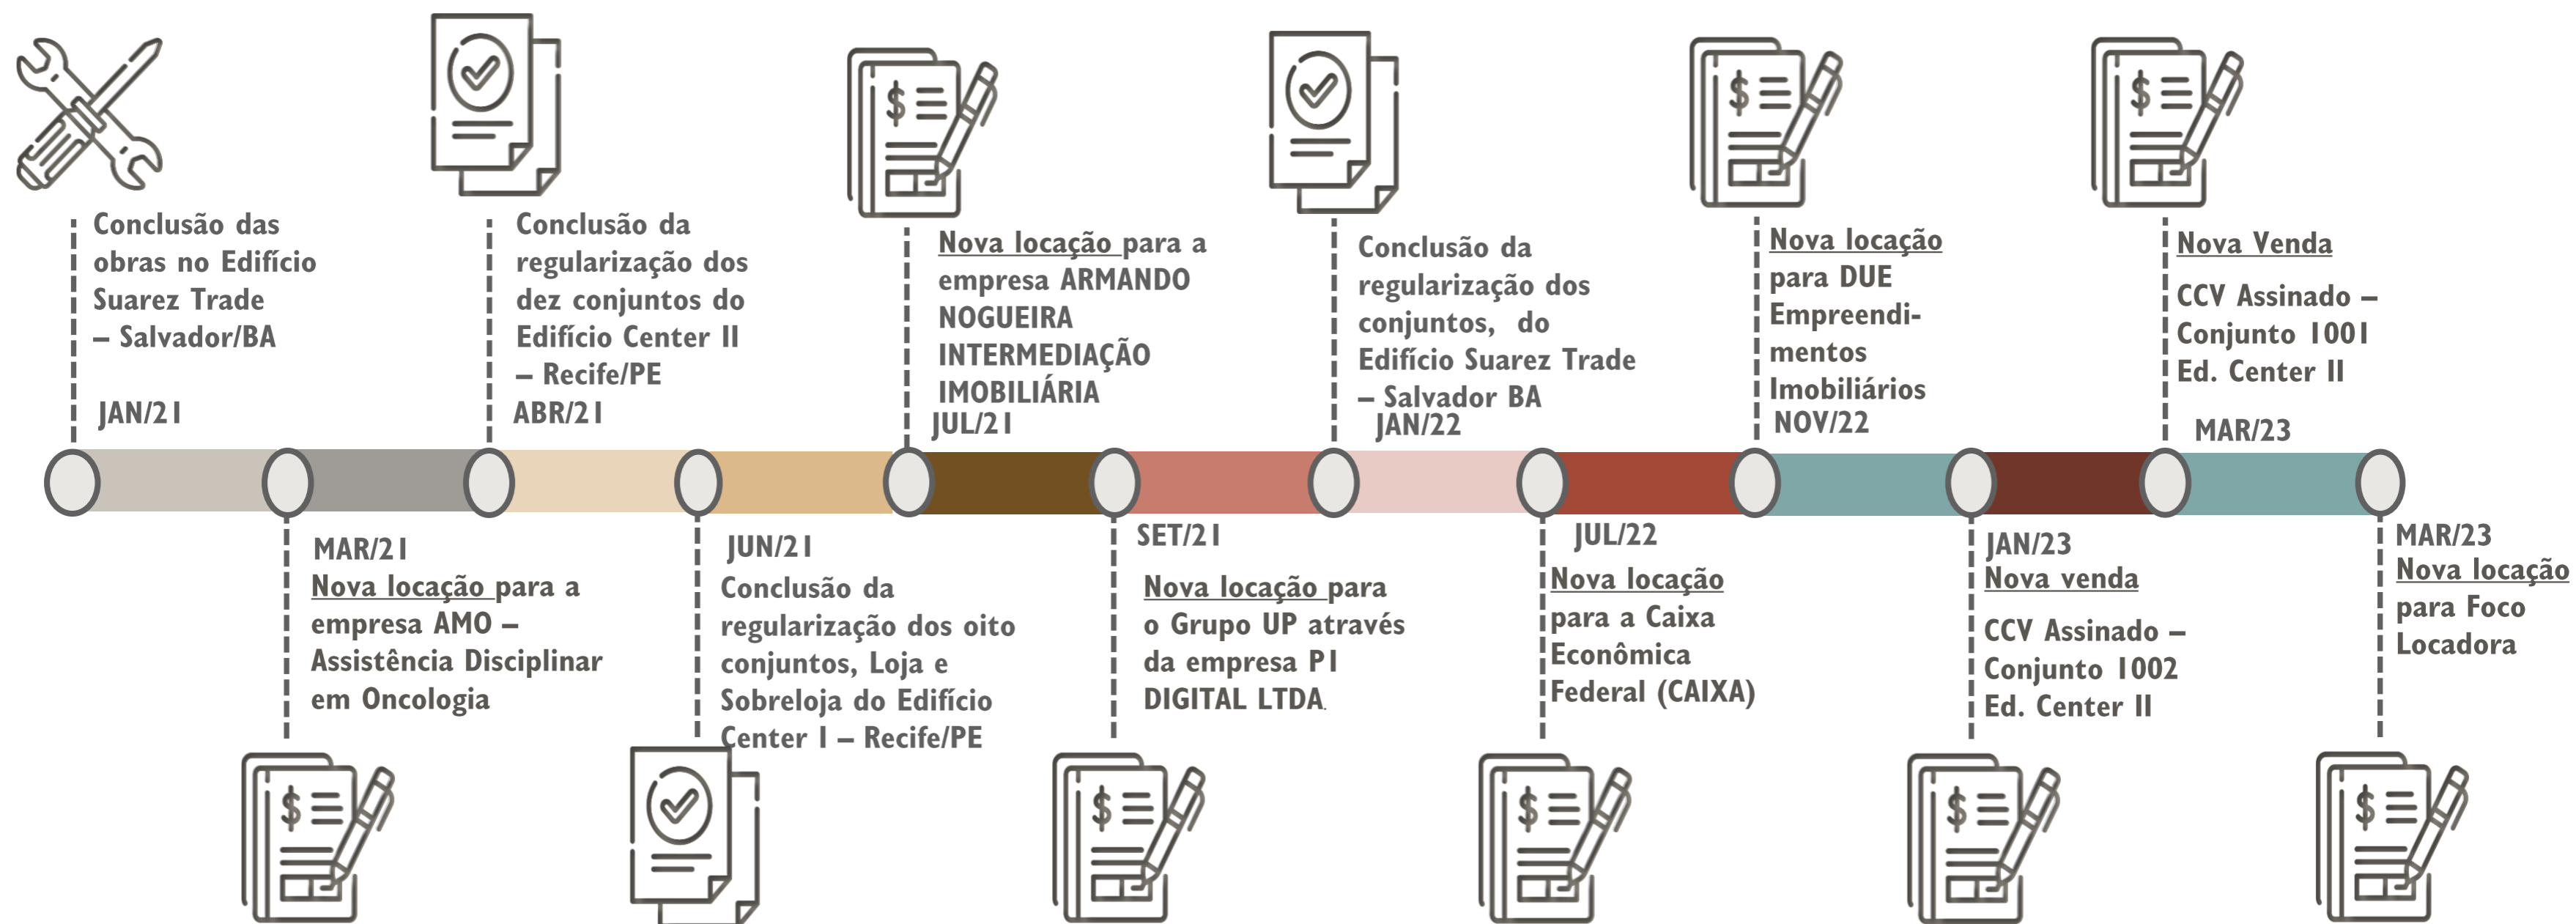 Conclusão das
obras no Edifício
Suarez Trade
– Salvador/BA
JAN/21
MAR/21
Nova locação para a
empresa AMO –
Assistência Disciplinar
em Oncologia
Conclusão da
regularização dos
dez conjuntos do
Edifício Center II
– Recife/PE
ABR/21
JUN/21
Conclusão da
regularização dos oito
conjuntos, Loja e
Sobreloja do Edifício
Center I – Recife/PE
Nova locação para a
empresa ARMANDO
NOGUEIRA
INTERMEDIAÇÃO
IMOBILIÁRIA
JUL/21
SET/21
Nova locação para
o Grupo UP através
da empresa P1
DIGITAL LTDA.
Conclusão da
regularização dos
conjuntos, do
Edifício Suarez Trade
– Salvador BA
JAN/22
JUL/22
Nova locação
para a Caixa
Econômica
Federal (CAIXA)
Nova locação
para DUE
Empreendi-
mentos
Imobiliários
NOV/22
JAN/23
Nova venda
CCV Assinado –
Conjunto 1002
Ed. Center II
Nova Venda
CCV Assinado –
Conjunto 1001
Ed. Center II
MAR/23
MAR/23
Nova locação
para Foco
Locadora